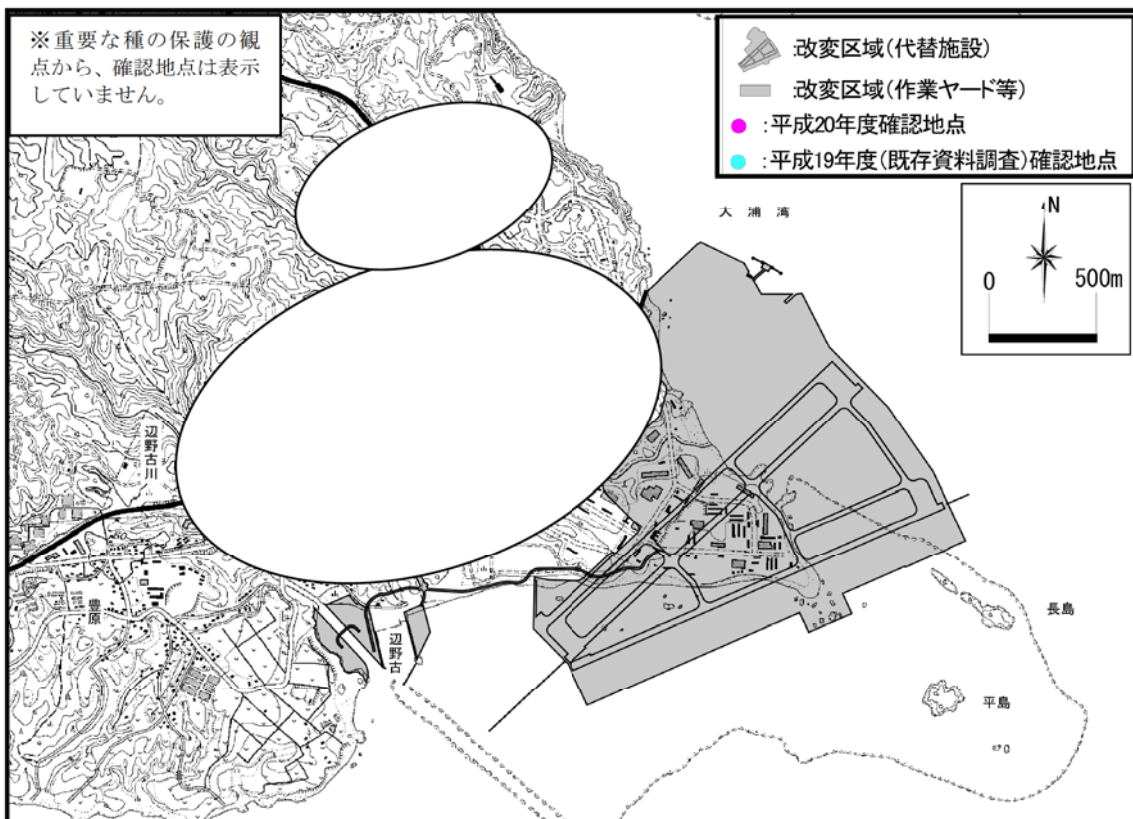 ※重要な種の保護の観
点から、確認地点は表示
していません。
:改変区域(代替施設)
:改変区域(作業ヤード等)
:平成20年度確認地点
:平成19年度(既存資料調査)確認地点
大浦湾
N
0 500m
辺野古川
豊原
辺野古
長島
平島